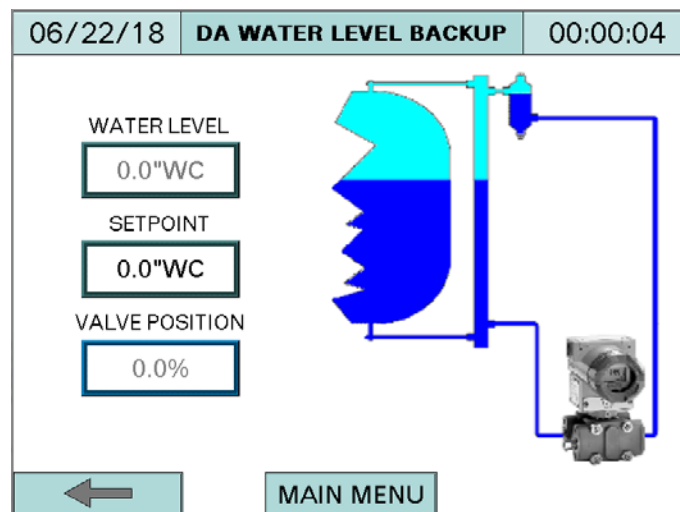 06/22/18
DA WATER LEVEL BACKUP
00:00:04
WATER LEVEL
0.0"WC
SETPOINT
0.0"WC
VALVE POSITION
0.0%
MAIN MENU